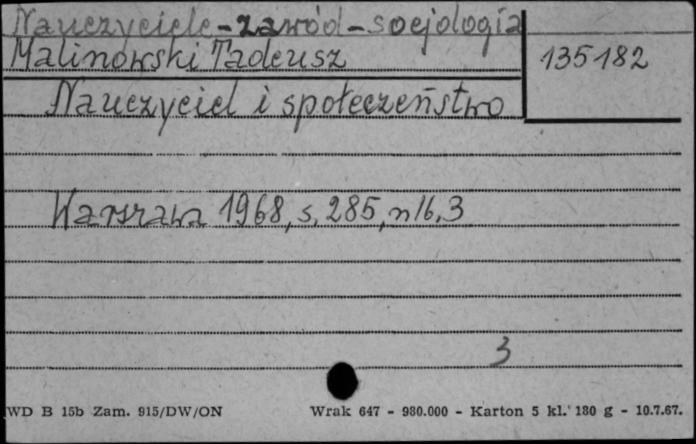 Nauczyciele - zawód - socjologia
Malinowski Tadeusz
135182
Nauczyciel i społeczeństwo
Warszawa 1968, s. 285, nlb. 3
3
WD B 15b Zam. 915/DW/ON Wrak 647 - 980.000 - Karton 5 kl. 180 g - 10.7.67.